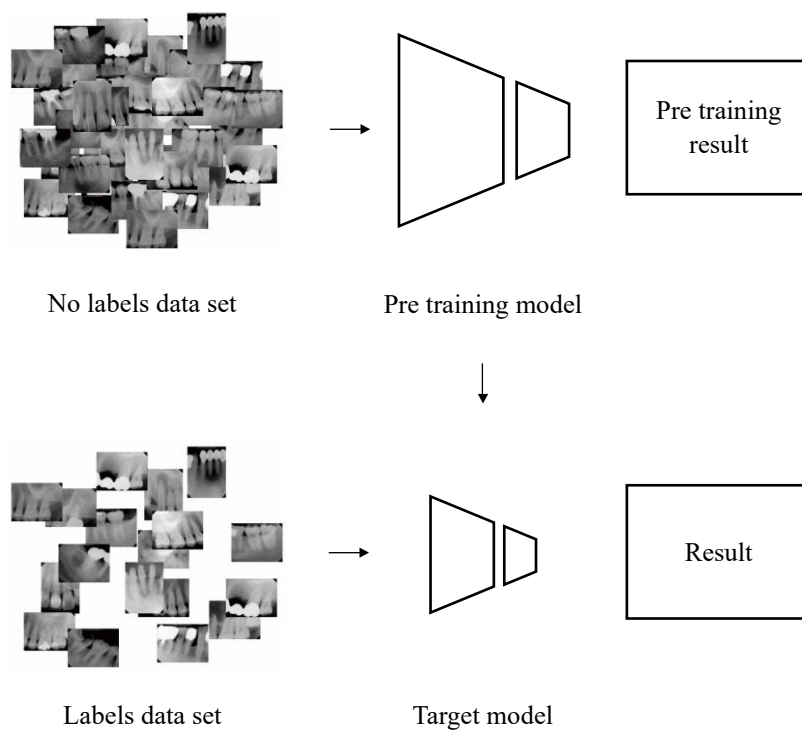 Pre training
result
No labels data set
Pre training model
Result
Labels data set
Target model